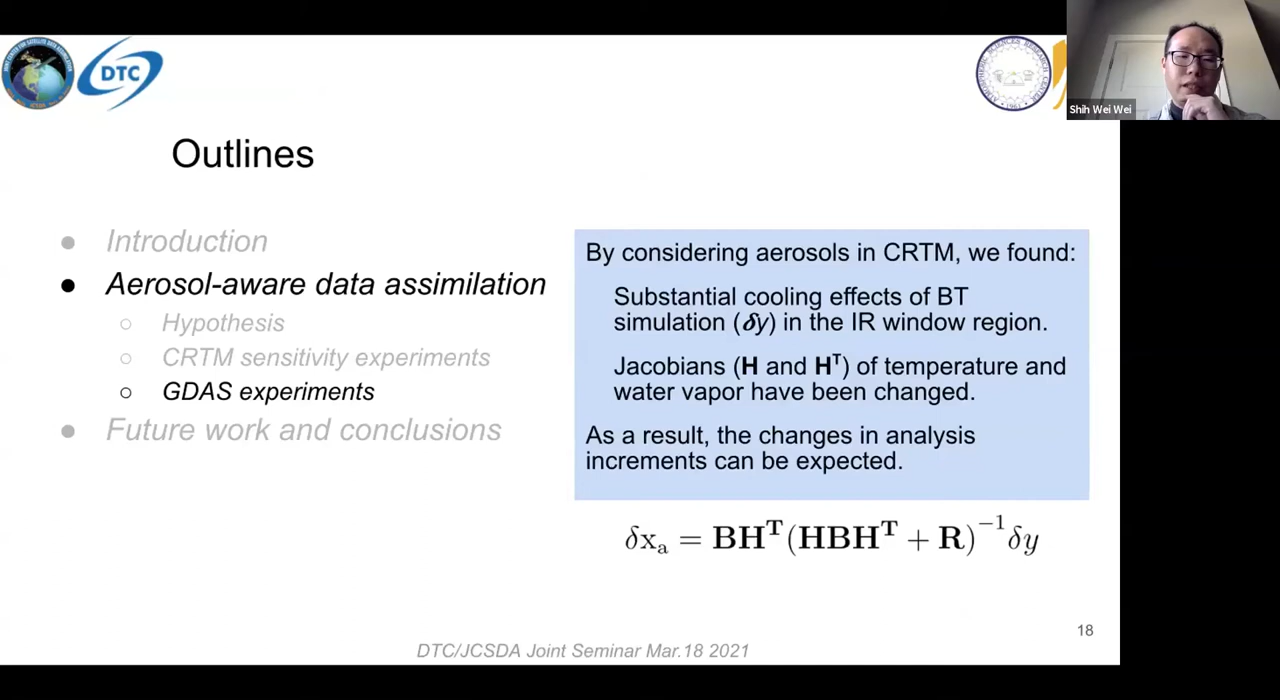 DTC
Shih Wei Wei
Outlines
● Introduction
● Aerosol-aware data assimilation
○ Hypothesis
○ CRTM sensitivity experiments
○ GDAS experiments
● Future work and conclusions
By considering aerosols in CRTM, we found:
Substantial cooling effects of BT
simulation (δy) in the IR window region.
Jacobians (H and Hᵀ) of temperature and
water vapor have been changed.
As a result, the changes in analysis
increments can be expected.
δxₐ = BHᵀ(HBHᵀ + R)⁻¹δy
18
DTC/JCSDA Joint Seminar Mar.18 2021